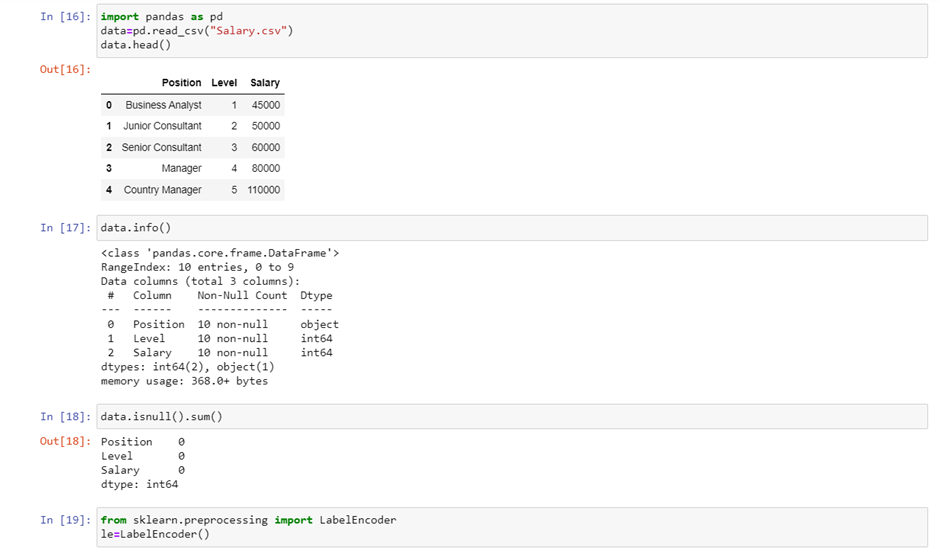 In [16]: import pandas as pd
data=pd.read_csv("Salary.csv")
data.head()
Out[16]:
Position Level Salary
0 Business Analyst 1 45000
1 Junior Consultant 2 50000
2 Senior Consultant 3 60000
3 Manager 4 80000
4 Country Manager 5 110000
In [17]: data.info()
<class 'pandas.core.frame.DataFrame'>
RangeIndex: 10 entries, 0 to 9
Data columns (total 3 columns):
# Column Non-Null Count Dtype
--- ------ -------------- -----
0 Position 10 non-null object
1 Level 10 non-null int64
2 Salary 10 non-null int64
dtypes: int64(2), object(1)
memory usage: 368.0+ bytes
In [18]: data.isnull().sum()
Out[18]: Position 0
Level 0
Salary 0
dtype: int64
In [19]: from sklearn.preprocessing import LabelEncoder
le=LabelEncoder()